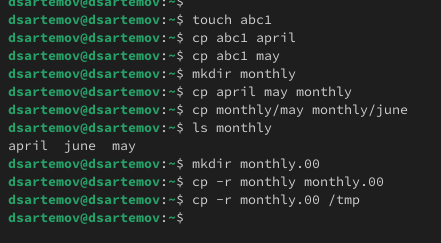 dsartemov@dsartemov:~$
dsartemov@dsartemov:~$ touch abc1
dsartemov@dsartemov:~$ cp abc1 april
dsartemov@dsartemov:~$ cp abc1 may
dsartemov@dsartemov:~$ mkdir monthly
dsartemov@dsartemov:~$ cp april may monthly
dsartemov@dsartemov:~$ cp monthly/may monthly/june
dsartemov@dsartemov:~$ ls monthly
april  june  may
dsartemov@dsartemov:~$ mkdir monthly.00
dsartemov@dsartemov:~$ cp -r monthly monthly.00
dsartemov@dsartemov:~$ cp -r monthly.00 /tmp
dsartemov@dsartemov:~$